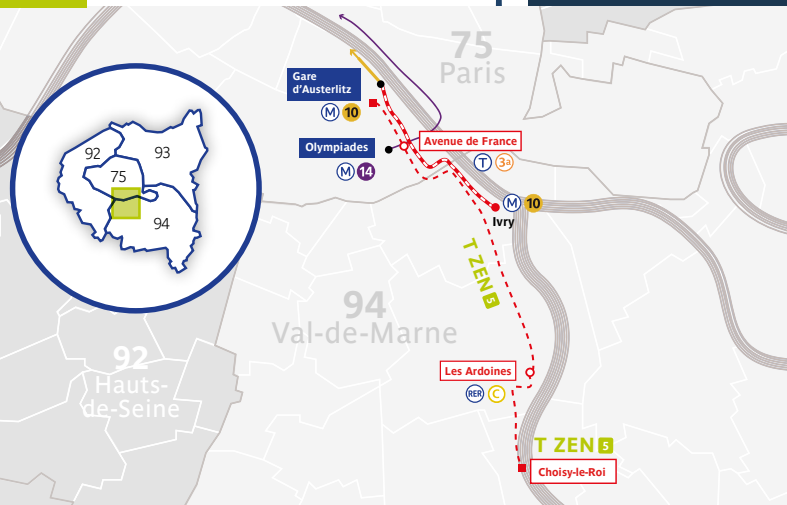 75
Paris
Gare
d'Austerlitz
M 10
Olympiades
M 14
Avenue de France
T 3a
M 10
Ivry
92
93
75
94
T ZEN 5
94
Val-de-Marne
92
Hauts-
de-Seine
Les Ardoines
RER C
T ZEN 5
Choisy-le-Roi